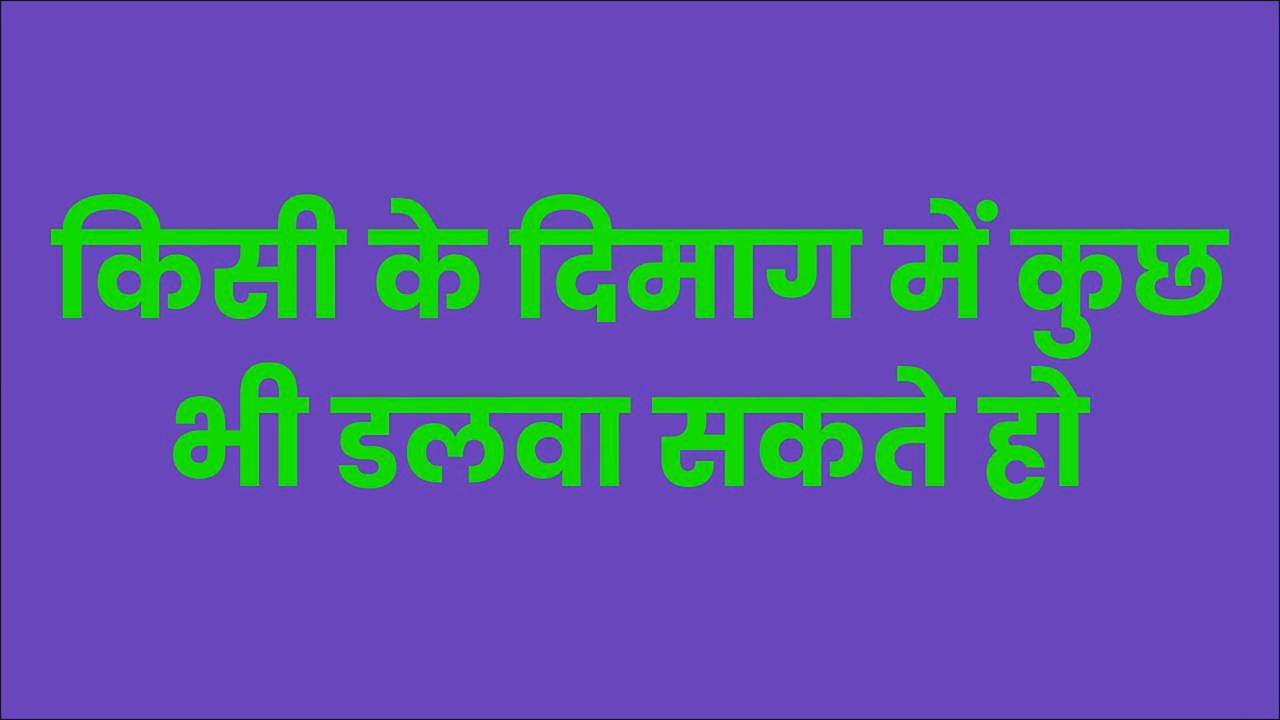 किसी के दिमाग में कुछ
भी डलवा सकते हो